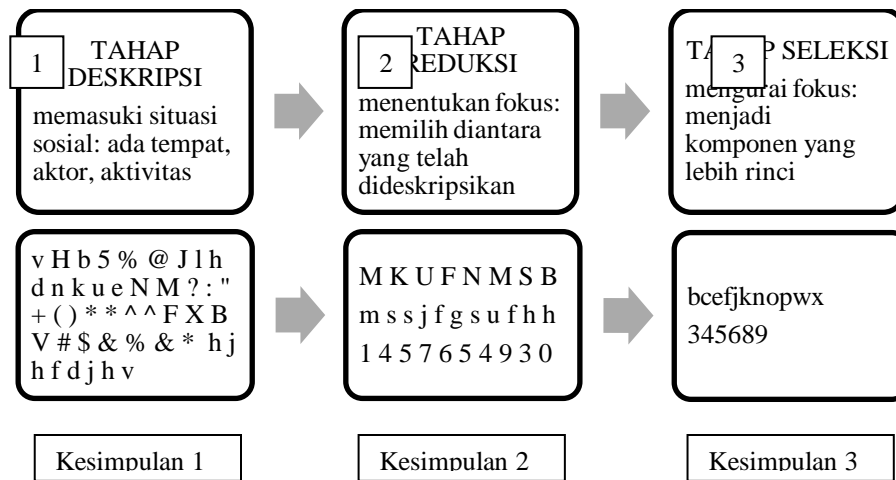 1
TAHAP
DESKRIPSI
memasuki situasi
sosial: ada tempat,
aktor, aktivitas
2
TAHAP
REDUKSI
menentukan fokus:
memilih diantara
yang telah
dideskripsikan
3
SELEKSI
mengurai fokus:
menjadi
komponen yang
lebih rinci
v H b 5 % @ J l h
d n k u e N M ? : "
+ ( ) * * ^ ^ F X B
V # $ & % & * h j
h f d j h v
M K U F N M S B
m s s j f g s u f h h
1 4 5 7 6 5 4 9 3 0
bcefjknopwx
345689
Kesimpulan 1
Kesimpulan 2
Kesimpulan 3